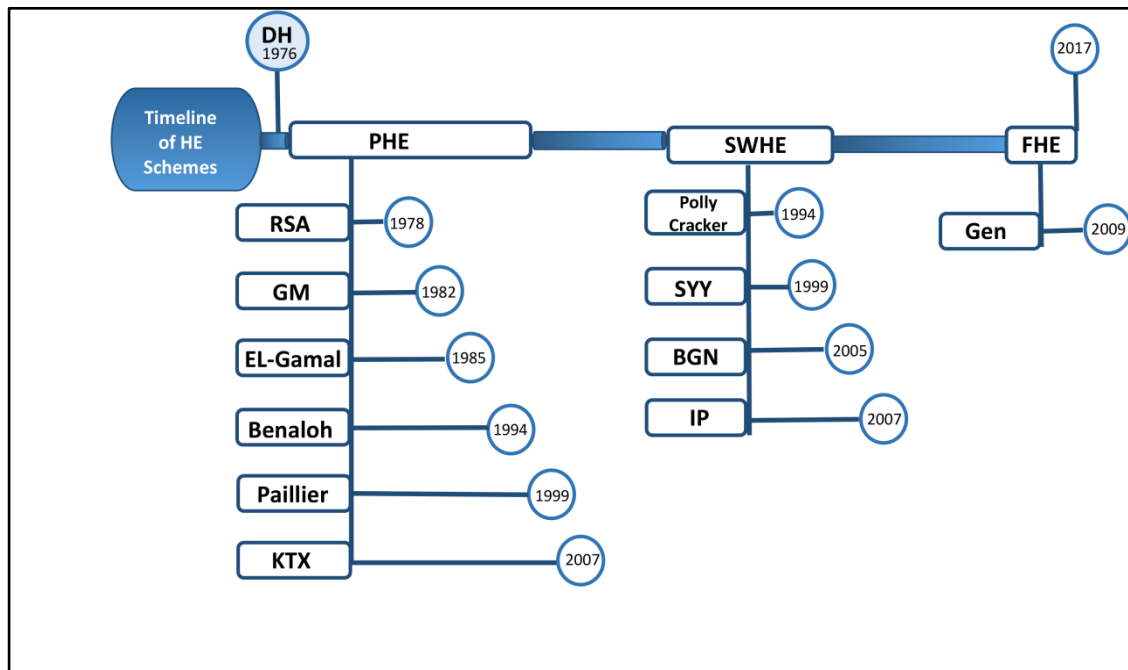 DH
1976
2017
Timeline
of HE
Schemes
PHE
SWHE
FHE
RSA
1978
GM
1982
EL-Gamal
1985
Benaloh
1994
Paillier
1999
KTX
2007
Polly
Cracker
1994
SYY
1999
BGN
2005
IP
2007
Gen
2009